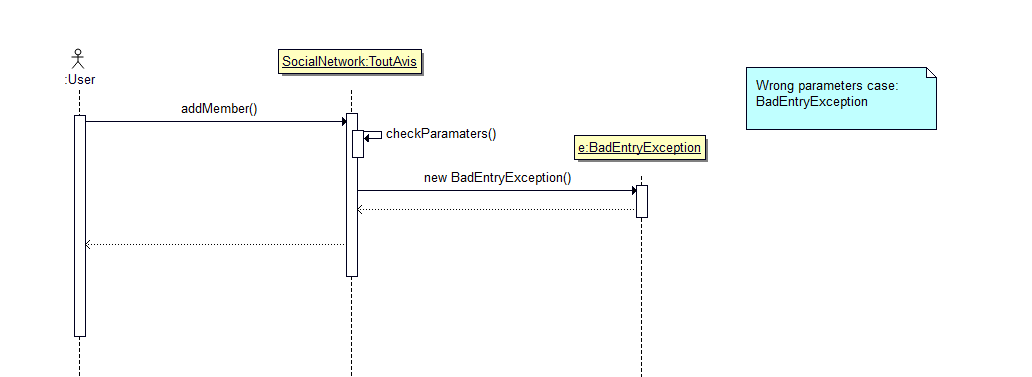 :User
SocialNetwork:ToutAvis
Wrong parameters case:
BadEntryException
addMember()
checkParamaters()
e:BadEntryException
new BadEntryException()